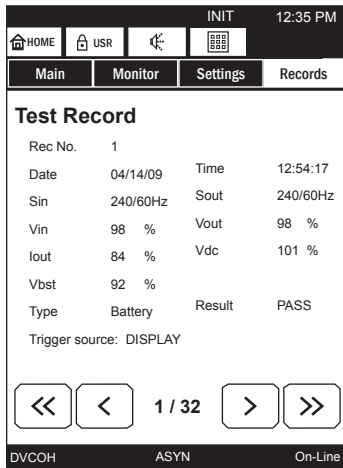 INIT 12:35 PM
HOME USR
Main Monitor Settings Records
Test Record
Rec No. 1
Date 04/14/09 Time 12:54:17
Sin 240/60Hz Sout 240/60Hz
Vin 98 % Vout 98 %
Iout 84 % Vdc 101 %
Vbst 92 %
Type Battery Result PASS
Trigger source: DISPLAY
1 / 32
DVCOH ASYN On-Line